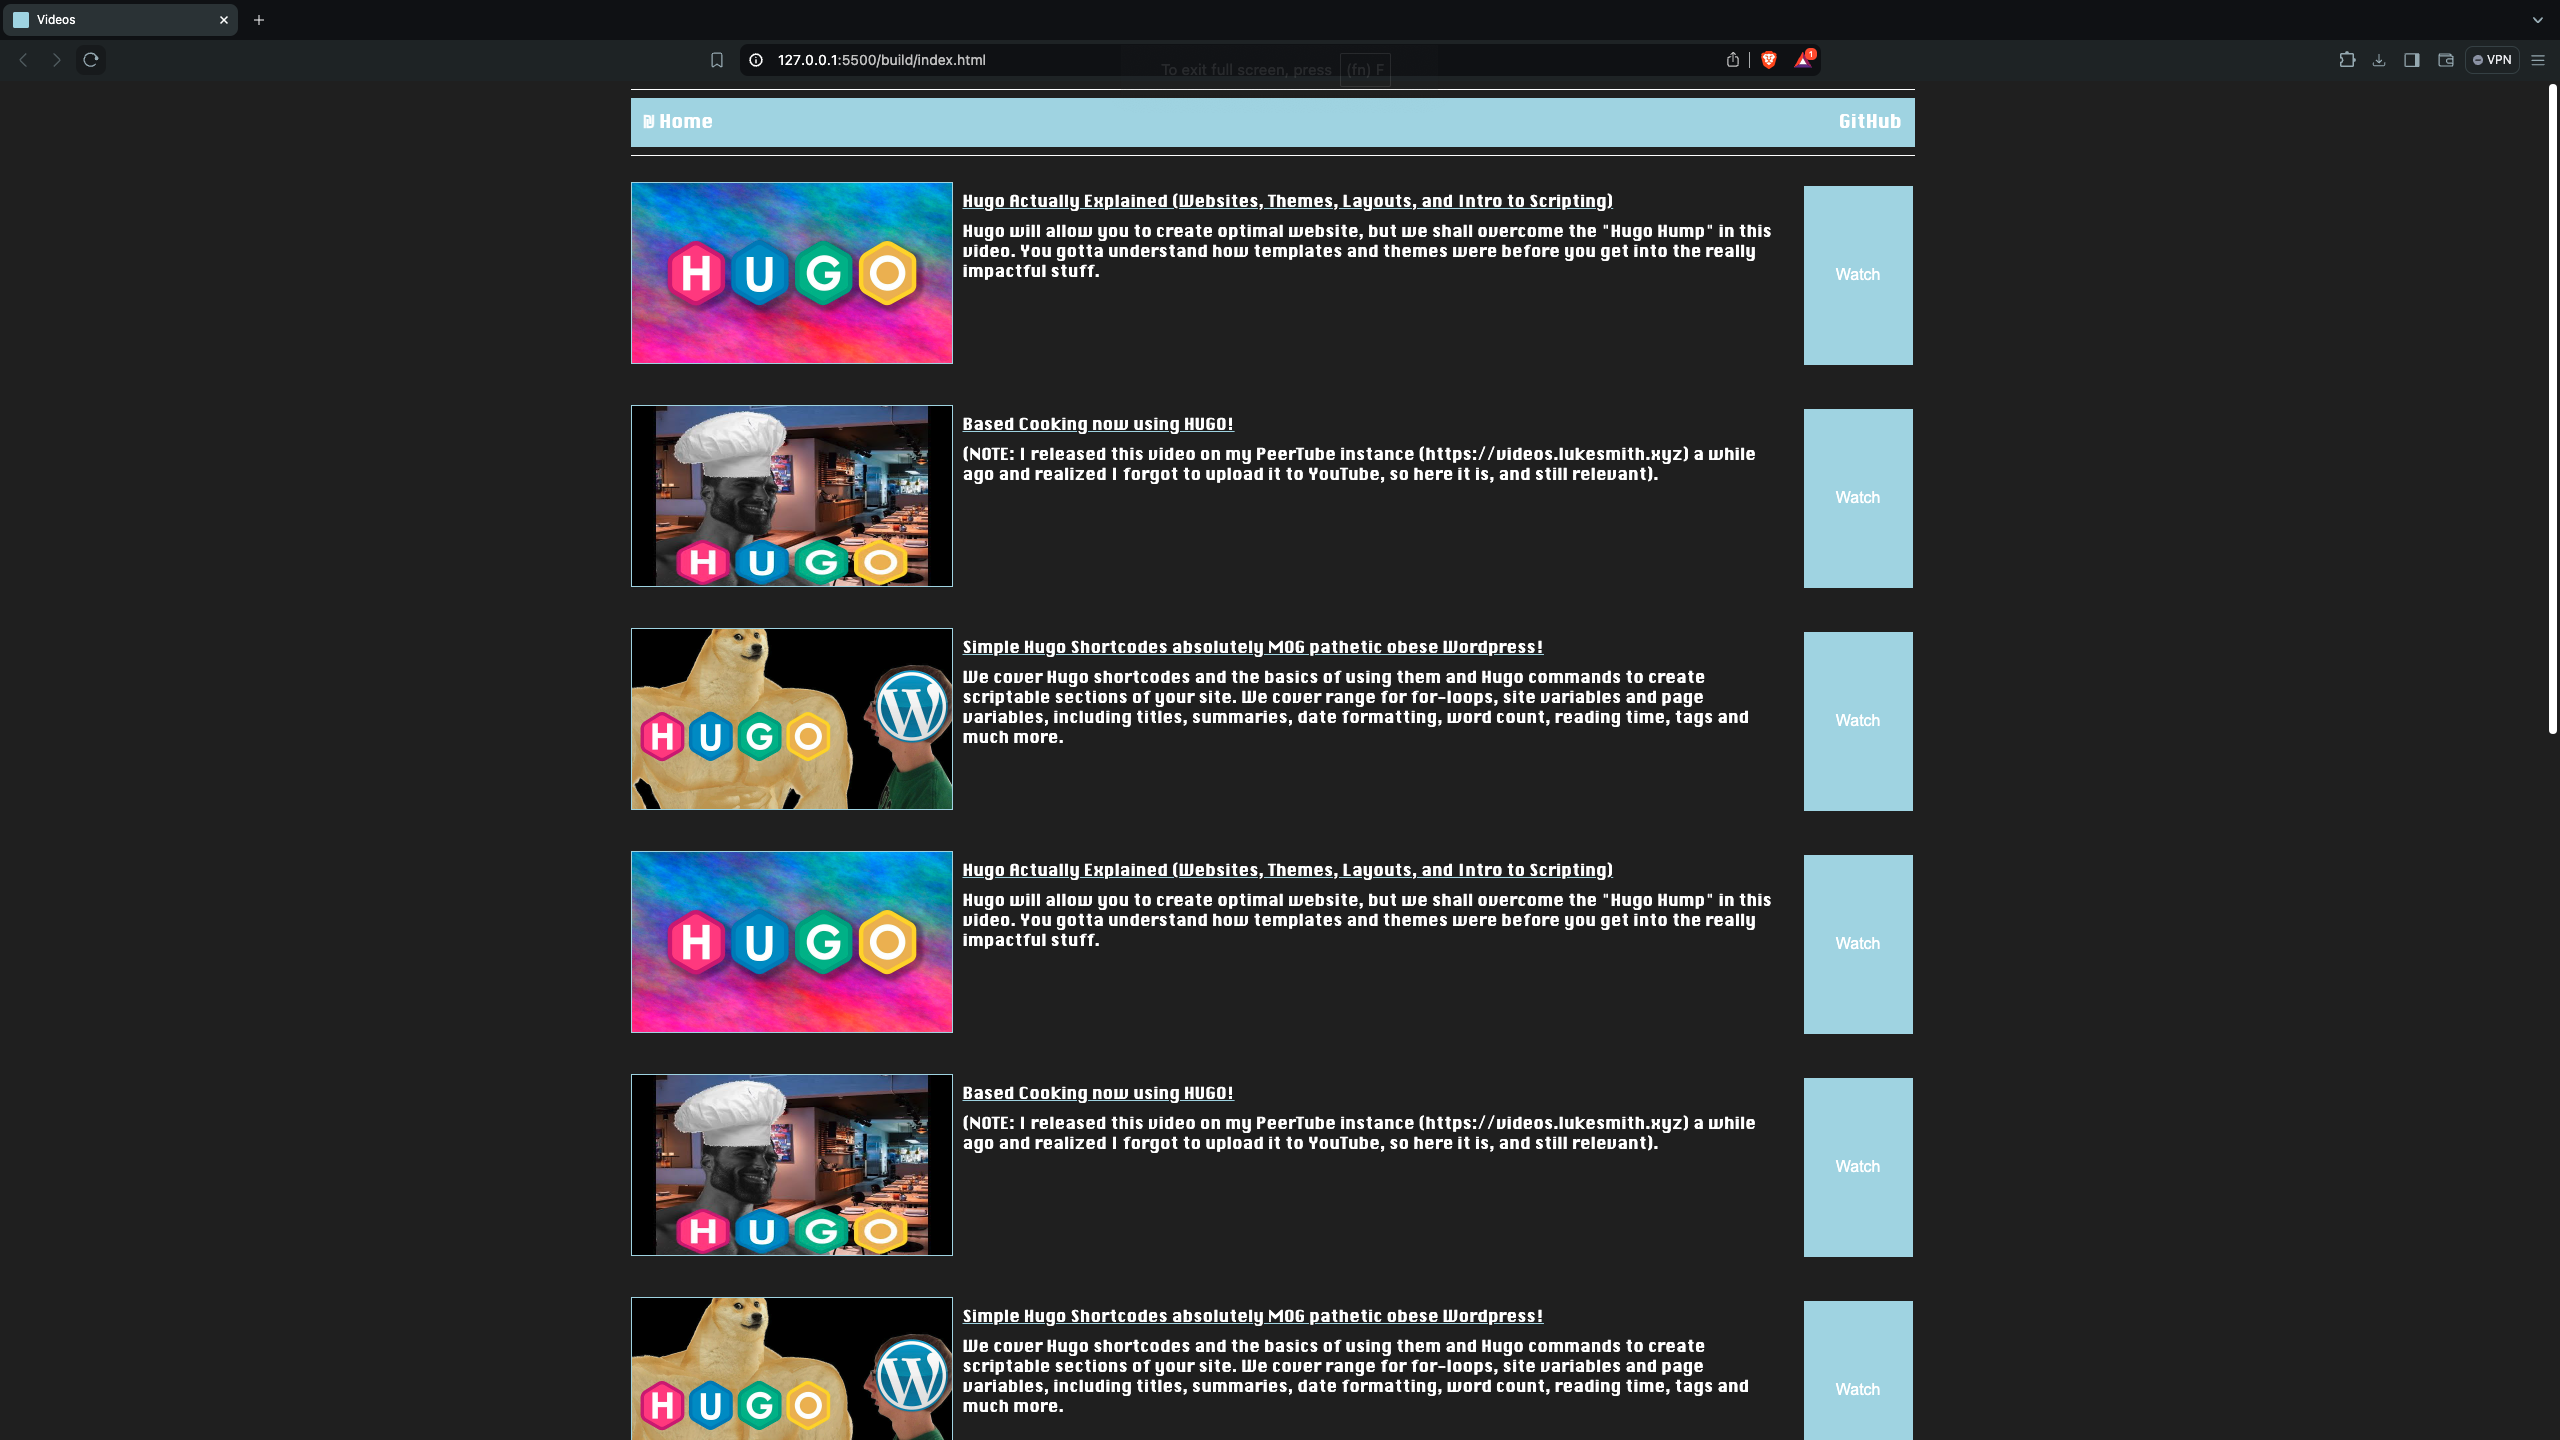 Videos
127.0.0.1:5500/build/index.html
To exit full screen, press (fn) F
1
VPN
₪ Home
GitHub
HUGO
Hugo Actually Explained (Websites, Themes, Layouts, and Intro to Scripting)
Hugo will allow you to create optimal website, but we shall overcome the "Hugo Hump" in this
video. You gotta understand how templates and themes were before you get into the really
impactful stuff.
Watch
HUGO
Based Cooking now using HUGO!
(NOTE: I released this video on my PeerTube instance (https://videos.lukesmith.xyz) a while
ago and realized I forgot to upload it to YouTube, so here it is, and still relevant).
Watch
HUGO
W
Simple Hugo Shortcodes absolutely MOG pathetic obese Wordpress!
We cover Hugo shortcodes and the basics of using them and Hugo commands to create
scriptable sections of your site. We cover range for for-loops, site variables and page
variables, including titles, summaries, date formatting, word count, reading time, tags and
much more.
Watch
HUGO
Hugo Actually Explained (Websites, Themes, Layouts, and Intro to Scripting)
Hugo will allow you to create optimal website, but we shall overcome the "Hugo Hump" in this
video. You gotta understand how templates and themes were before you get into the really
impactful stuff.
Watch
HUGO
Based Cooking now using HUGO!
(NOTE: I released this video on my PeerTube instance (https://videos.lukesmith.xyz) a while
ago and realized I forgot to upload it to YouTube, so here it is, and still relevant).
Watch
HUGO
W
Simple Hugo Shortcodes absolutely MOG pathetic obese Wordpress!
We cover Hugo shortcodes and the basics of using them and Hugo commands to create
scriptable sections of your site. We cover range for for-loops, site variables and page
variables, including titles, summaries, date formatting, word count, reading time, tags and
much more.
Watch